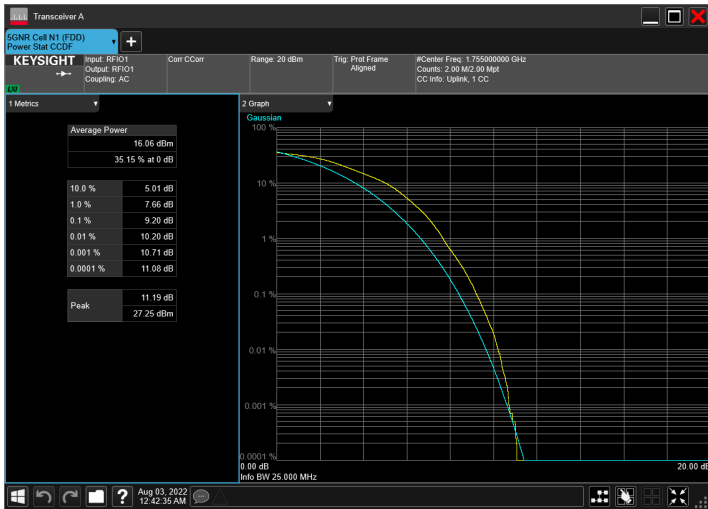 Transceiver A
5GNR Cell N1 (FDD)
Power Stat CCDF
KEYSIGHT
Input: RFIO1
Output: RFIO1
Coupling: AC
Corr CCorr
Range: 20 dBm
Trig: Prot Frame
Aligned
#Center Freq: 1.755000000 GHz
Counts: 2.00 M/2.00 Mpt
CC Info: Uplink, 1 CC
LXI
1 Metrics
Average Power
16.06 dBm
35.15 % at 0 dB
10.0 % 5.01 dB
1.0 % 7.66 dB
0.1 % 9.20 dB
0.01 % 10.20 dB
0.001 % 10.71 dB
0.0001 % 11.08 dB
Peak
11.19 dB
27.25 dBm
2 Graph
Gaussian
100 %
10 %
1 %
0.1 %
0.01 %
0.001 %
0.0001 %
0.00 dB 20.00 dB
Info BW 25.000 MHz
Aug 03, 2022
12:42:35 AM